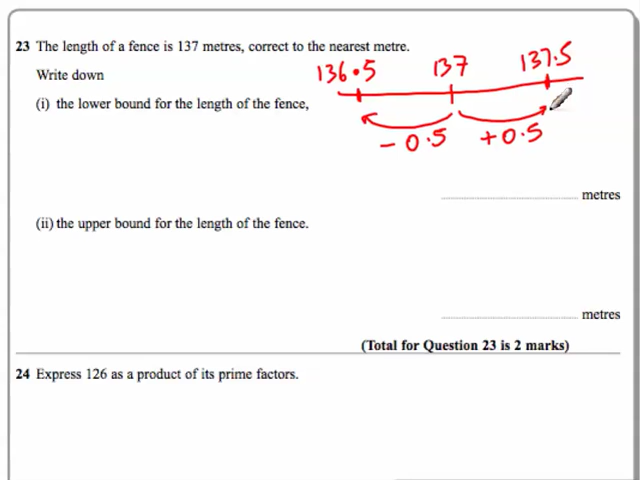 23 The length of a fence is 137 metres, correct to the nearest metre.
136.5 137 137.5
Write down
(i) the lower bound for the length of the fence,
- 0.5 +0.5
metres
(ii) the upper bound for the length of the fence.
metres
(Total for Question 23 is 2 marks)
24 Express 126 as a product of its prime factors.